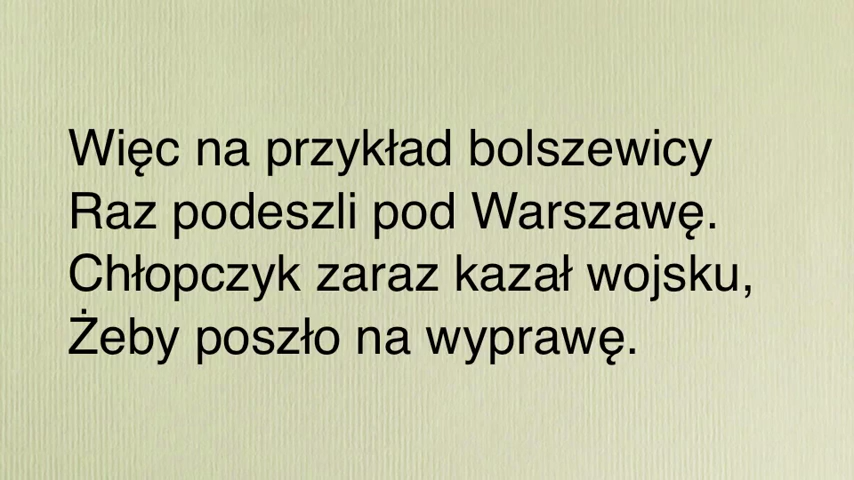 Więc na przykład bolszewicy
Raz podeszli pod Warszawę.
Chłopczyk zaraz kazał wojsku,
Żeby poszło na wyprawę.